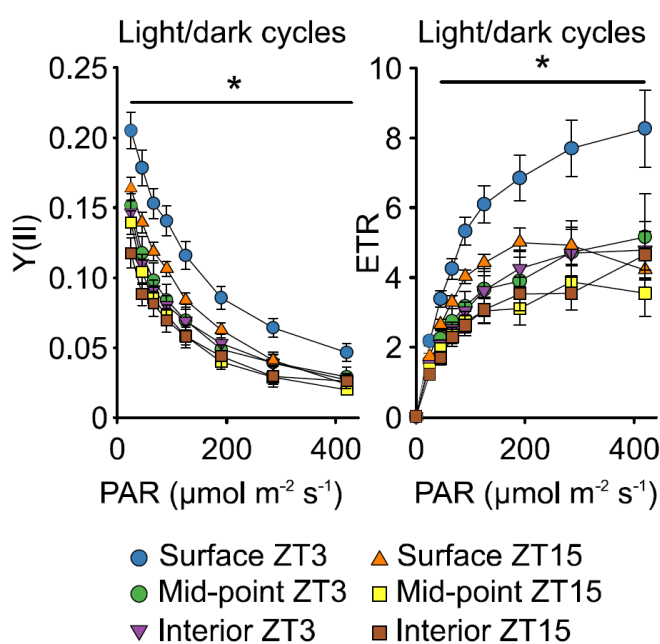 Light/dark cycles
*
Y(II)
0.25
0.20
0.15
0.10
0.05
0
0 200 400
PAR (µmol m⁻² s⁻¹)
Light/dark cycles
*
ETR
10
8
6
4
2
0
0 200 400
PAR (µmol m⁻² s⁻¹)
Surface ZT3
Surface ZT15
Mid-point ZT3
Mid-point ZT15
Interior ZT3
Interior ZT15